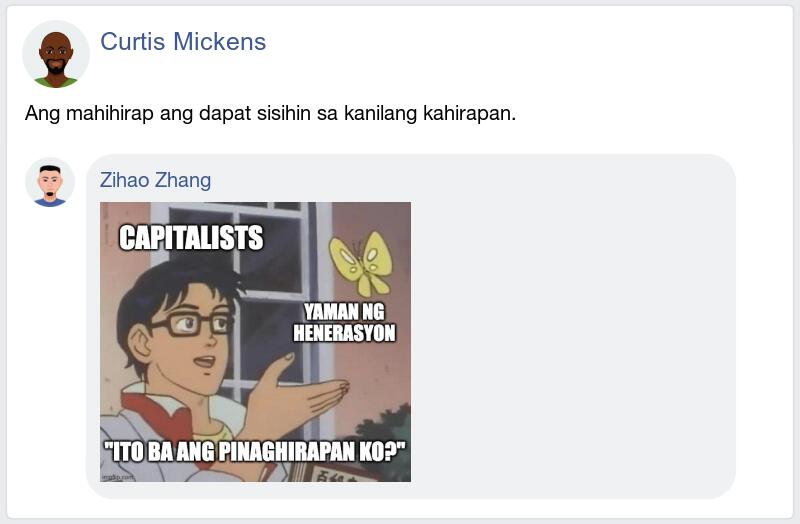 Curtis Mickens
Ang mahihirap ang dapat sisihin sa kanilang kahirapan.
Zihao Zhang
CAPITALISTS
YAMAN NG
HENERASYON
"ITO BA ANG PINAGHIRAPAN KO?"
imgflip.com